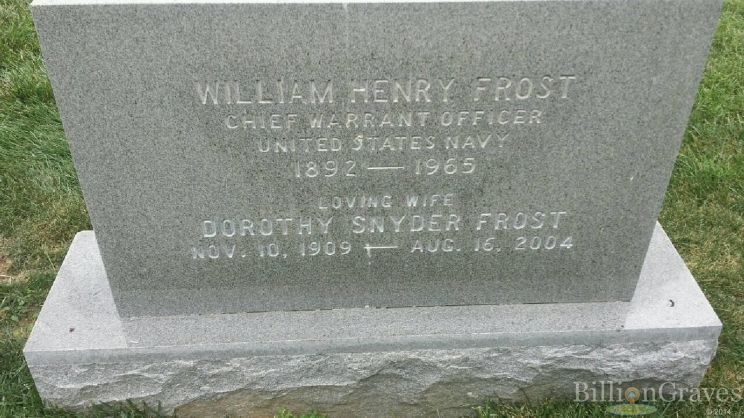 WILLIAM HENRY FROST
CHIEF WARRANT OFFICER
UNITED STATES NAVY
1892 — 1965
LOVING WIFE
DOROTHY SNYDER FROST
NOV. 10, 1909 — AUG. 16, 2004
BillionGraves
© 2014